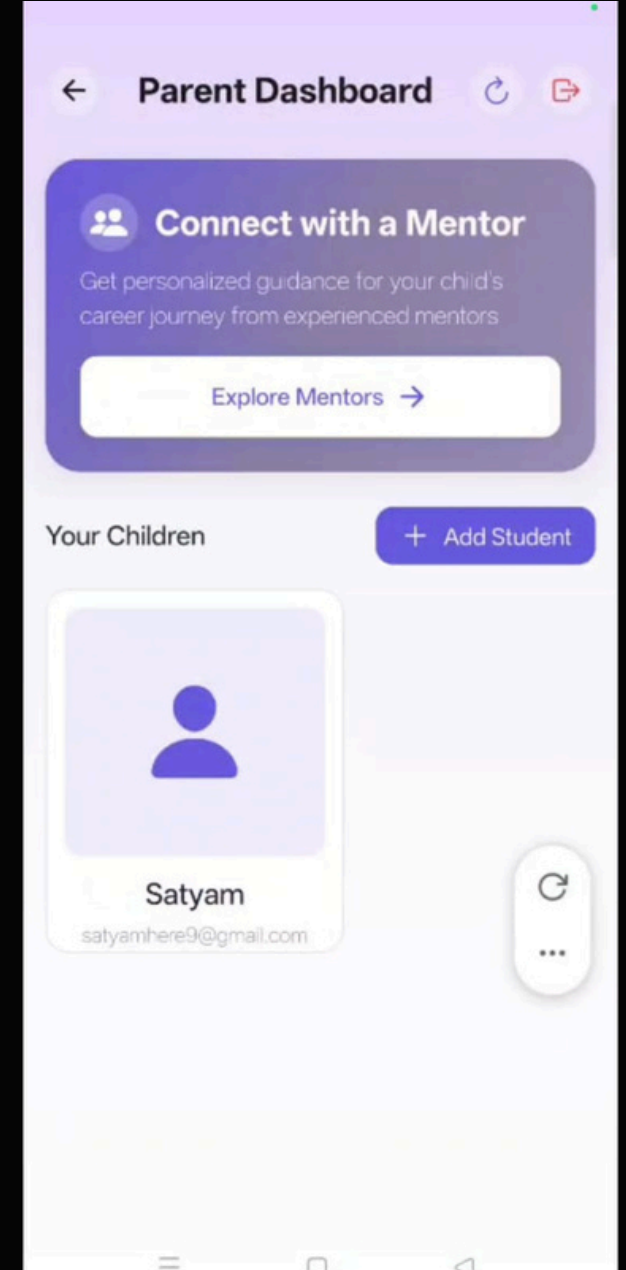 Parent Dashboard
Connect with a Mentor
Get personalized guidance for your child's
career journey from experienced mentors
Explore Mentors →
Your Children
+ Add Student
Satyam
satyamhere9@gmail.com